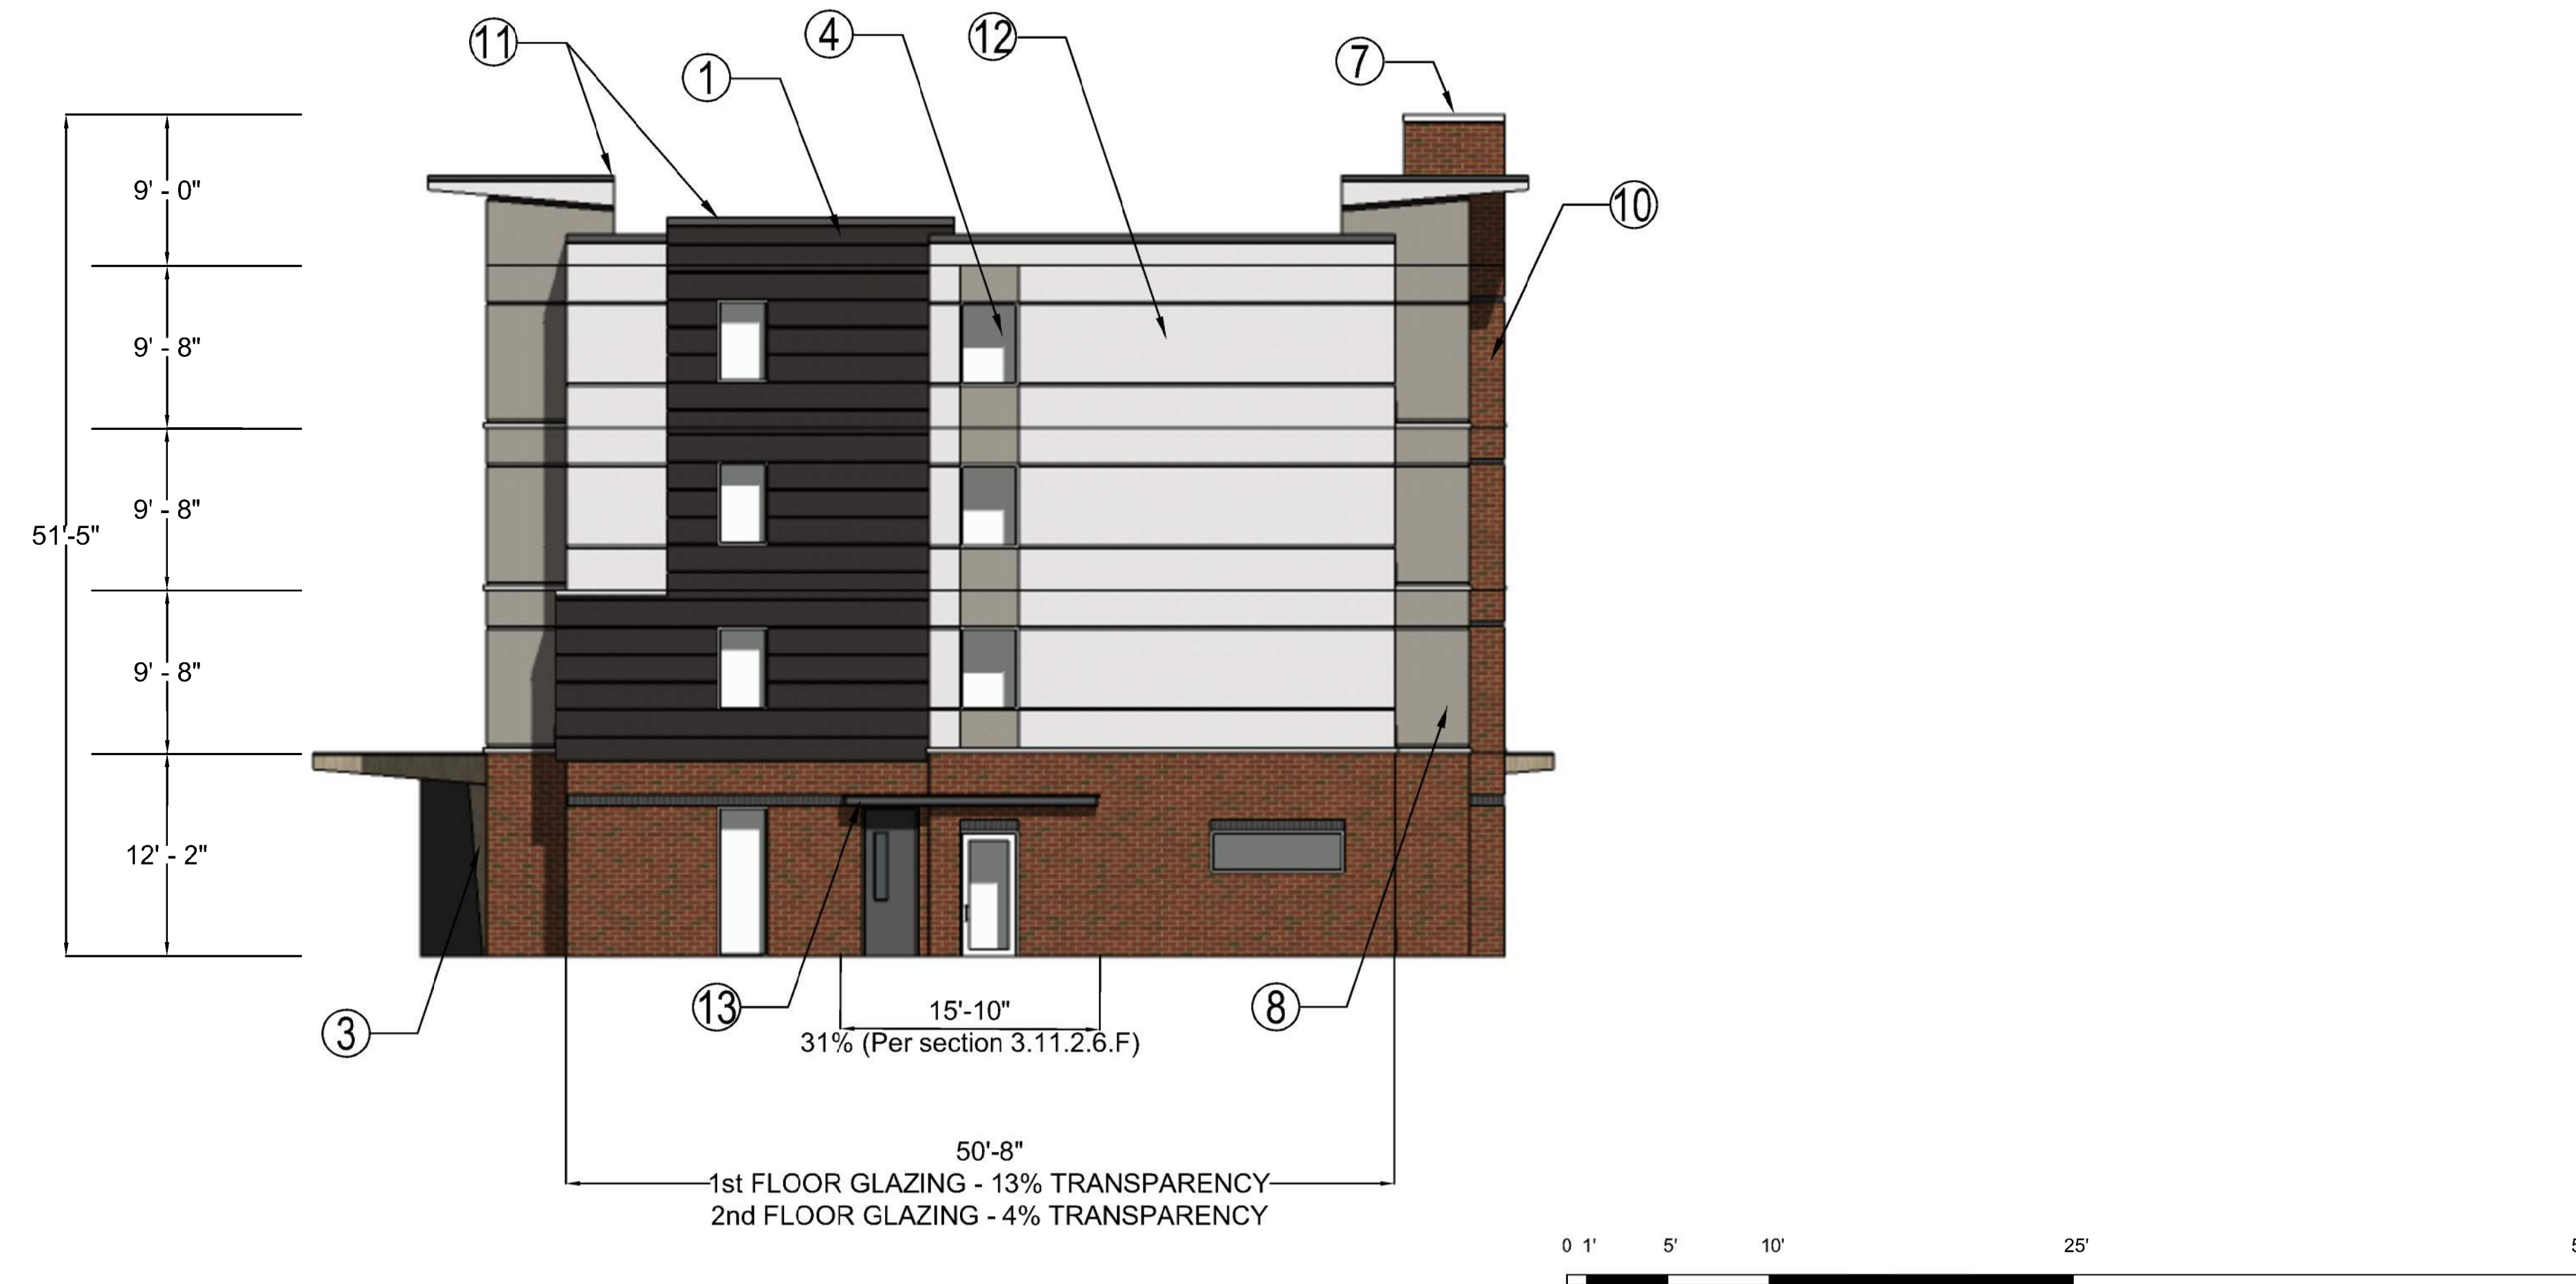 11
1
4
12
7
10
9' - 0"
9' - 8"
9' - 8"
51'-5"
9' - 8"
12' - 2"
3
13
8
15'-10"
31% (Per section 3.11.2.6.F)
50'-8"
1st FLOOR GLAZING - 13% TRANSPARENCY
2nd FLOOR GLAZING - 4% TRANSPARENCY
0 1' 5' 10' 25'